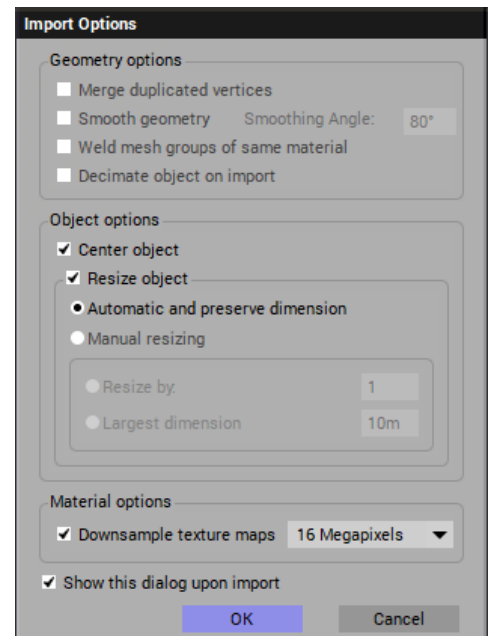 Import Options
Geometry options
Merge duplicated vertices
Smooth geometry Smoothing Angle: 80°
Weld mesh groups of same material
Decimate object on import
Object options
Center object
Resize object
Automatic and preserve dimension
Manual resizing
Resize by: 1
Largest dimension 10m
Material options
Downsample texture maps 16 Megapixels
Show this dialog upon import
OK Cancel